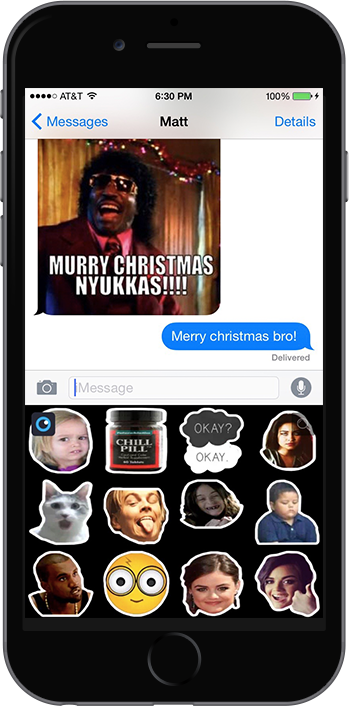 AT&T 6:30 PM 100%
Messages Matt Details
MURRY CHRISTMAS
NYUKKAS!!!!
Merry christmas bro!
Delivered
iMessage
CHILL
PILL
OKAY?
OKAY.